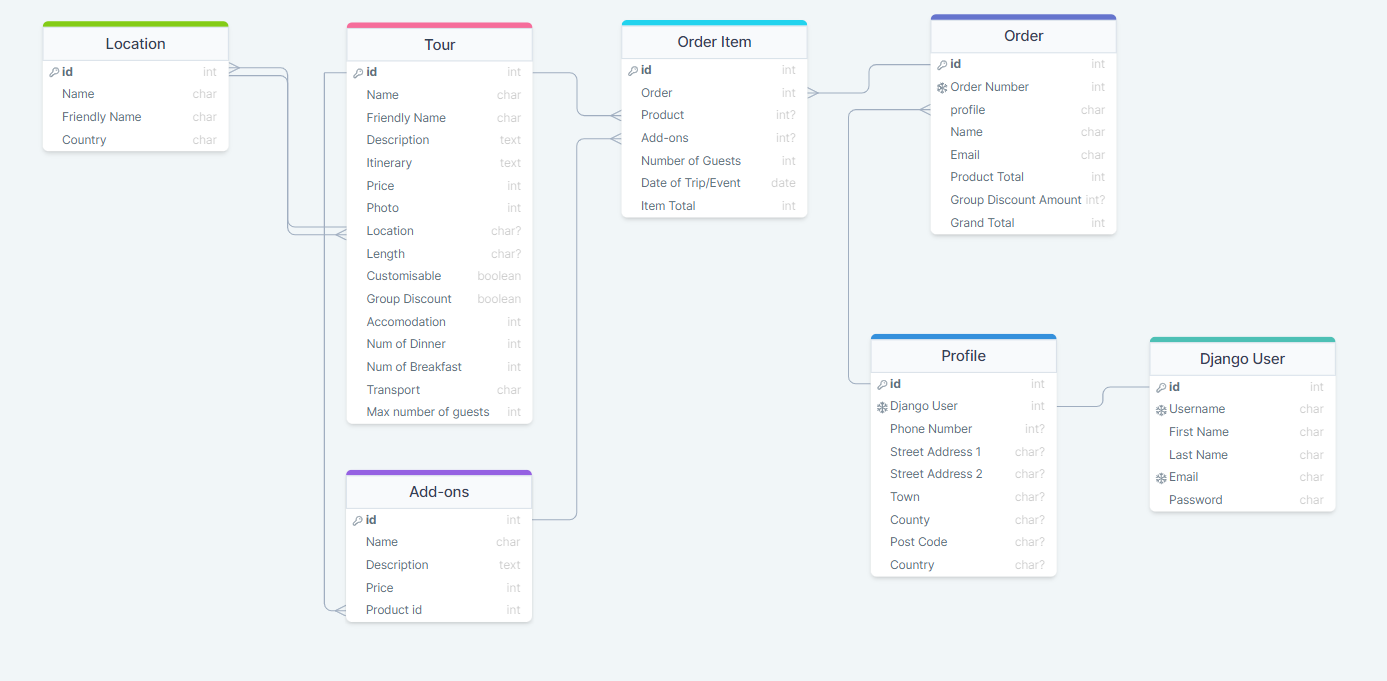 Location
id int
Name char
Friendly Name char
Country char
Tour
id int
Name char
Friendly Name char
Description text
Itinerary text
Price int
Photo int
Location char?
Length char?
Customisable boolean
Group Discount boolean
Accomodation int
Num of Dinner int
Num of Breakfast int
Transport char
Max number of guests int
Add-ons
id int
Name char
Description text
Price int
Product id int
Order Item
id int
Order int
Product int?
Add-ons int?
Number of Guests int
Date of Trip/Event date
Item Total int
Order
id int
Order Number int
profile char
Name char
Email char
Product Total int
Group Discount Amount int?
Grand Total int
Profile
id int
Django User int
Phone Number int?
Street Address 1 char?
Street Address 2 char?
Town char?
County char?
Post Code char?
Country char?
Django User
id int
Username char
First Name char
Last Name char
Email char
Password char